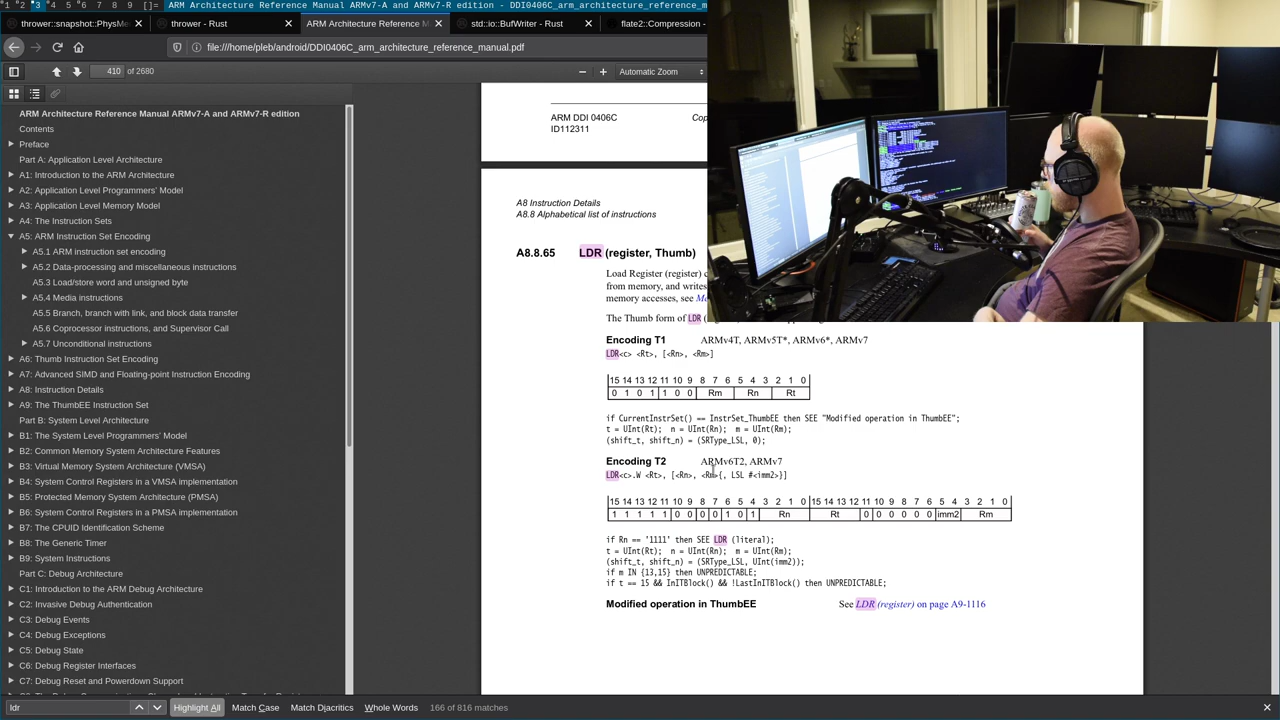 1 2 3 4 5 6 7 8 9 []= ARM Architecture Reference Manual ARMv7-A and ARMv7-R edition - DDI0406C_arm_architecture_reference_m
thrower::snapshot::PhysMe
thrower - Rust
ARM Architecture Reference M
std::io::BufWriter - Rust
flate2::Compression -
file:///home/pleb/android/DDI0406C_arm_architecture_reference_manual.pdf
410 of 2680
Automatic Zoom
ARM Architecture Reference Manual ARMv7-A and ARMv7-R edition
Contents
Preface
Part A: Application Level Architecture
A1: Introduction to the ARM Architecture
A2: Application Level Programmers' Model
A3: Application Level Memory Model
A4: The Instruction Sets
A5: ARM Instruction Set Encoding
A5.1 ARM instruction set encoding
A5.2 Data-processing and miscellaneous instructions
A5.3 Load/store word and unsigned byte
A5.4 Media instructions
A5.5 Branch, branch with link, and block data transfer
A5.6 Coprocessor instructions, and Supervisor Call
A5.7 Unconditional instructions
A6: Thumb Instruction Set Encoding
A7: Advanced SIMD and Floating-point Instruction Encoding
A8: Instruction Details
A9: The ThumbEE Instruction Set
Part B: System Level Architecture
B1: The System Level Programmers' Model
B2: Common Memory System Architecture Features
B3: Virtual Memory System Architecture (VMSA)
B4: System Control Registers in a VMSA implementation
B5: Protected Memory System Architecture (PMSA)
B6: System Control Registers in a PMSA implementation
B7: The CPUID Identification Scheme
B8: The Generic Timer
B9: System Instructions
Part C: Debug Architecture
C1: Introduction to the ARM Debug Architecture
C2: Invasive Debug Authentication
C3: Debug Events
C4: Debug Exceptions
C5: Debug State
C6: Debug Register Interfaces
C7: Debug Reset and Powerdown Support
ARM DDI 0406C
ID112311
Cop
A8 Instruction Details
A8.8 Alphabetical list of instructions
A8.8.65 LDR (register, Thumb)
Load Register (register) c
from memory, and writes
memory accesses, see Me
The Thumb form of LDR (
Encoding T1 ARMv4T, ARMv5T*, ARMv6*, ARMv7
LDR<c> <Rt>, [<Rn>, <Rm>]
15 14 13 12 11 10 9 8 7 6 5 4 3 2 1 0
0 1 0 1 1 0 0 Rm Rn Rt
if CurrentInstrSet() == InstrSet_ThumbEE then SEE "Modified operation in ThumbEE";
t = UInt(Rt); n = UInt(Rn); m = UInt(Rm);
(shift_t, shift_n) = (SRType_LSL, 0);
Encoding T2 ARMv6T2, ARMv7
LDR<c>.W <Rt>, [<Rn>, <Rm>{, LSL #<imm2>}]
15 14 13 12 11 10 9 8 7 6 5 4 3 2 1 0 15 14 13 12 11 10 9 8 7 6 5 4 3 2 1 0
1 1 1 1 1 0 0 0 0 1 0 1 Rn Rt 0 0 0 0 0 0 imm2 Rm
if Rn == '1111' then SEE LDR (literal);
t = UInt(Rt); n = UInt(Rn); m = UInt(Rm);
(shift_t, shift_n) = (SRType_LSL, UInt(imm2));
if m IN {13,15} then UNPREDICTABLE;
if t == 15 && InITBlock() && !LastInITBlock() then UNPREDICTABLE;
Modified operation in ThumbEE See LDR (register) on page A9-1116
ldr
Highlight All
Match Case
Match Diacritics
Whole Words
166 of 816 matches